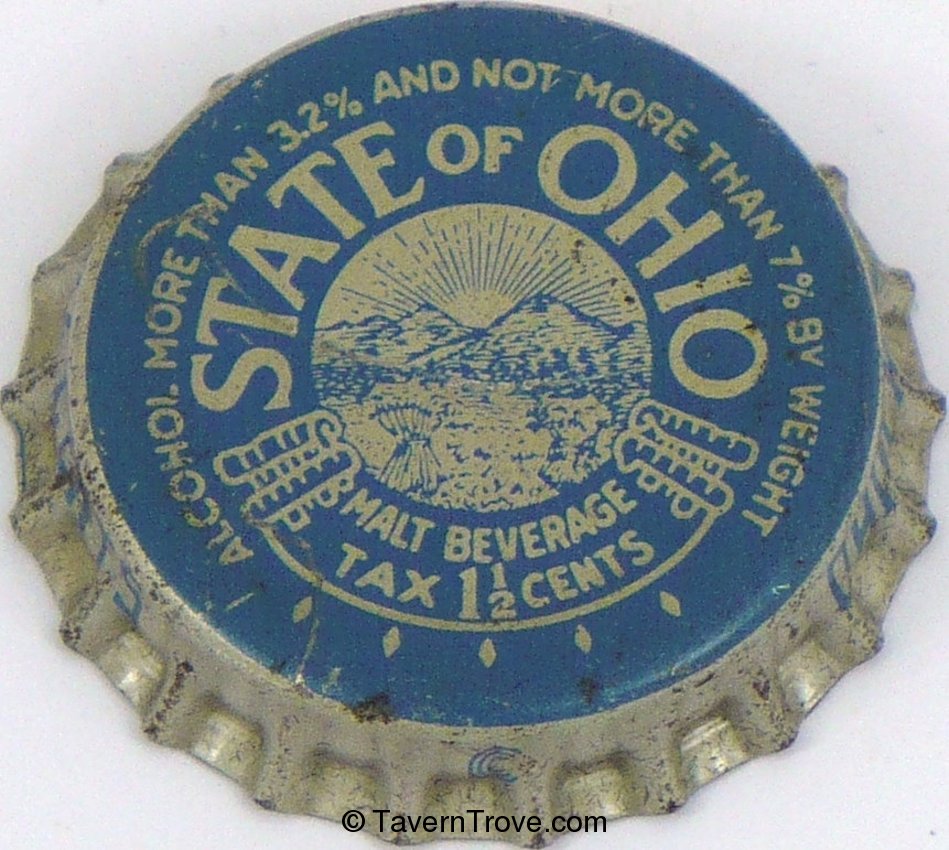 ALCOHOL MORE THAN 3.2% AND NOT MORE THAN 7% BY WEIGHT
STATE OF OHIO
MALT BEVERAGE
TAX 1½ CENTS
© TavernTrove.com